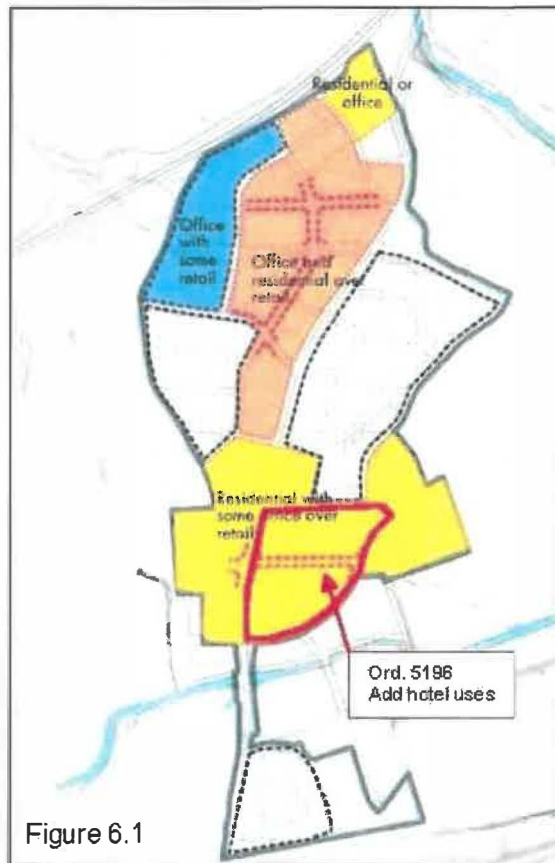 Residential or
office
Office
with
some
retail
Office half
residential over
retail
Residential with
some office over
retail
Ord. 5196
Add hotel uses
Figure 6.1